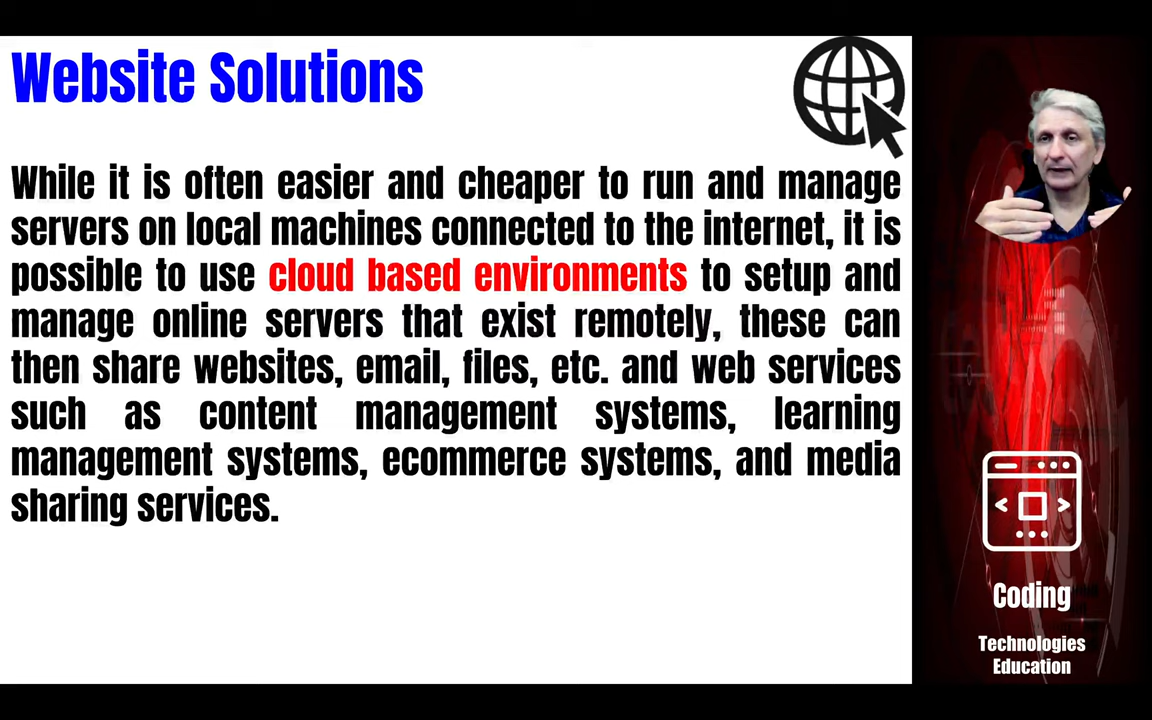 Website Solutions
While it is often easier and cheaper to run and manage
servers on local machines connected to the internet, it is
possible to use cloud based environments to setup and
manage online servers that exist remotely, these can
then share websites, email, files, etc. and web services
such as content management systems, learning
management systems, ecommerce systems, and media
sharing services.
Coding
Technologies
Education